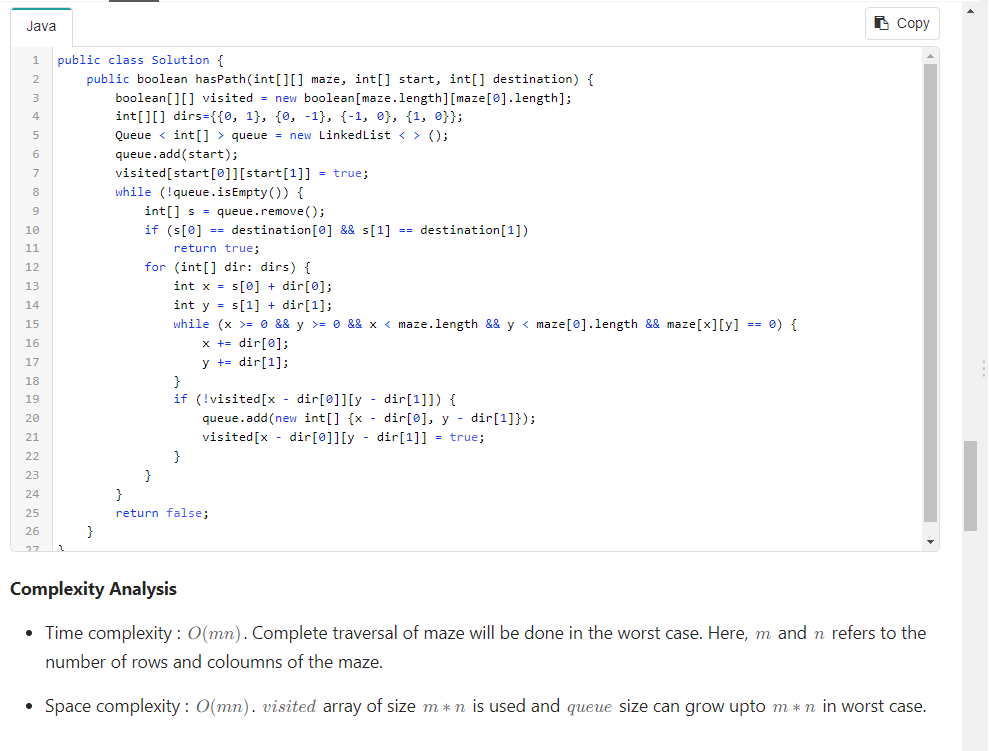 Java
Copy
1 public class Solution {
2     public boolean hasPath(int[][] maze, int[] start, int[] destination) {
3         boolean[][] visited = new boolean[maze.length][maze[0].length];
4         int[][] dirs={{0, 1}, {0, -1}, {-1, 0}, {1, 0}};
5         Queue < int[] > queue = new LinkedList < > ();
6         queue.add(start);
7         visited[start[0]][start[1]] = true;
8         while (!queue.isEmpty()) {
9             int[] s = queue.remove();
10             if (s[0] == destination[0] && s[1] == destination[1])
11                 return true;
12             for (int[] dir: dirs) {
13                 int x = s[0] + dir[0];
14                 int y = s[1] + dir[1];
15                 while (x >= 0 && y >= 0 && x < maze.length && y < maze[0].length && maze[x][y] == 0) {
16                     x += dir[0];
17                     y += dir[1];
18                 }
19                 if (!visited[x - dir[0]][y - dir[1]]) {
20                     queue.add(new int[] {x - dir[0], y - dir[1]});
21                     visited[x - dir[0]][y - dir[1]] = true;
22                 }
23             }
24         }
25         return false;
26     }
27 }
Complexity Analysis
• Time complexity : O(mn). Complete traversal of maze will be done in the worst case. Here, m and n refers to the
number of rows and coloumns of the maze.
• Space complexity : O(mn). visited array of size m ∗ n is used and queue size can grow upto m ∗ n in worst case.